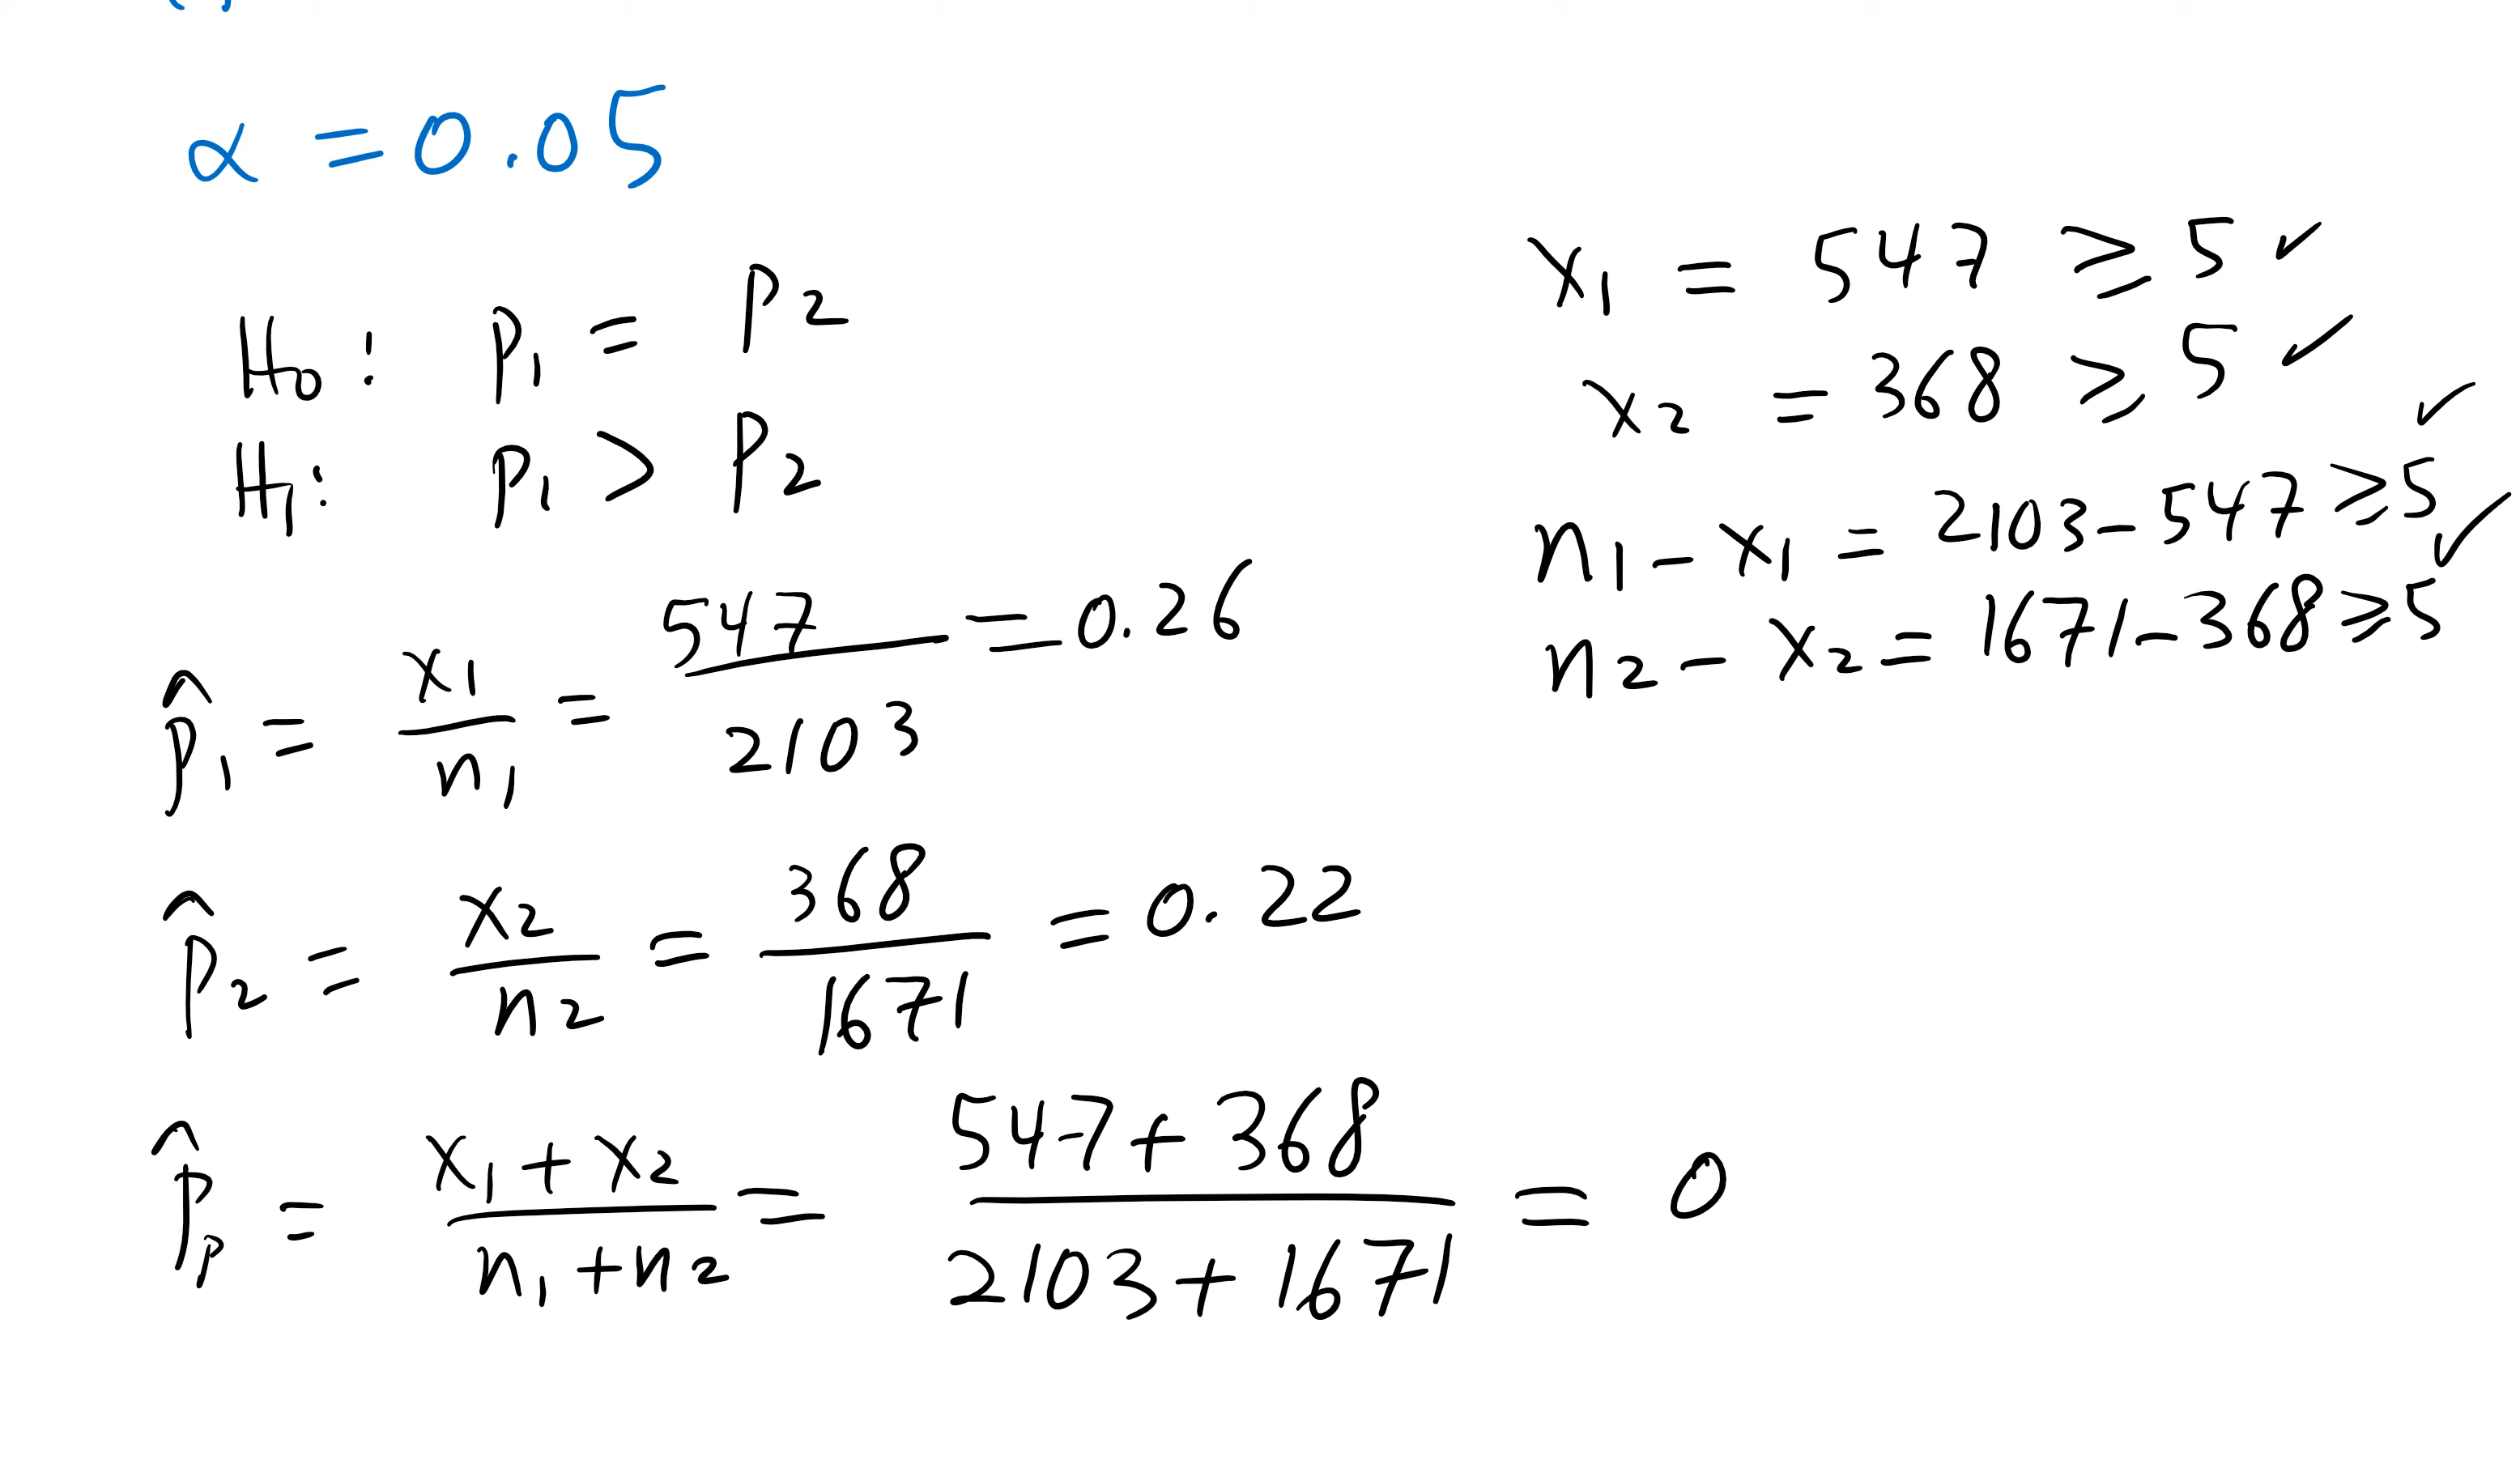 α = 0.05
H₀: p₁ = p₂
H₁: p₁ > p₂
p̂₁ = x₁/n₁ = 547/2103 = 0.26
p̂₂ = x₂/n₂ = 368/1671 = 0.22
p̂ₚ = (x₁ + x₂)/(n₁ + n₂) = (547 + 368)/(2103 + 1671) = 0
x₁ = 547 ≥ 5 ✓
x₂ = 368 ≥ 5 ✓
n₁ - x₁ = 2103 - 547 ≥ 5 ✓
n₂ - x₂ = 1671 - 368 ≥ 5 ✓